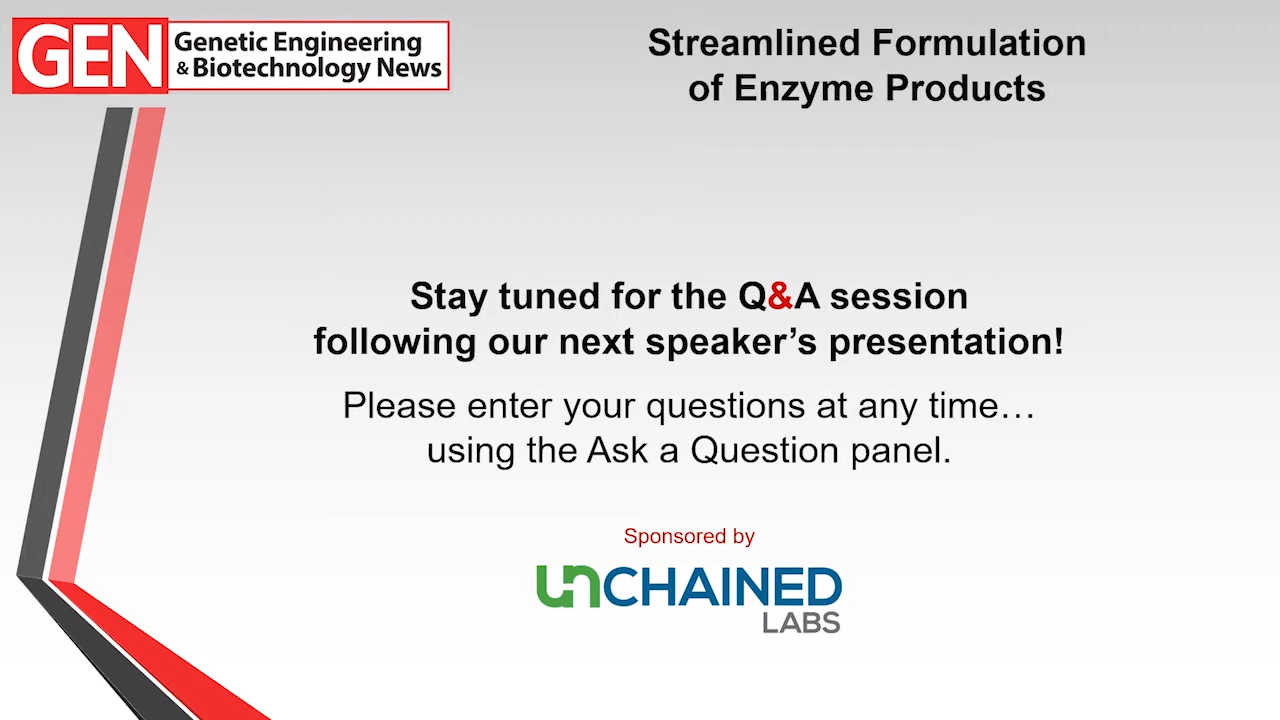 GEN
Genetic Engineering
& Biotechnology News
Streamlined Formulation
of Enzyme Products
Stay tuned for the Q&A session
following our next speaker’s presentation!
Please enter your questions at any time…
using the Ask a Question panel.
Sponsored by
UNCHAINED
LABS